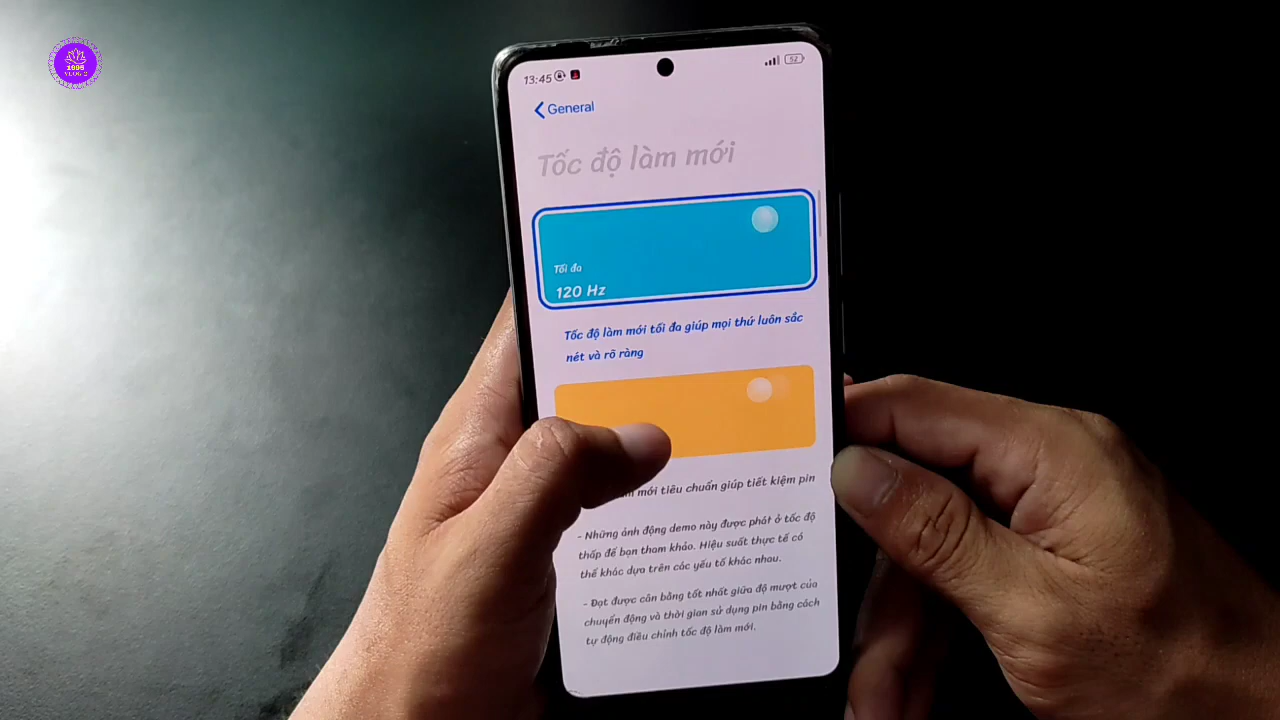 1995
VLOG 2
13:45
52
General
Tốc độ làm mới
Tối đa
120 Hz
Tốc độ làm mới tối đa giúp mọi thứ luôn sắc
nét và rõ ràng
mới tiêu chuẩn giúp tiết kiệm pin
- Những ảnh động demo này được phát ở tốc độ
thấp để bạn tham khảo. Hiệu suất thực tế có
thể khác dựa trên các yếu tố khác nhau.
- Đạt được cân bằng tốt nhất giữa độ mượt của
chuyển động và thời gian sử dụng pin bằng cách
tự động điều chỉnh tốc độ làm mới.